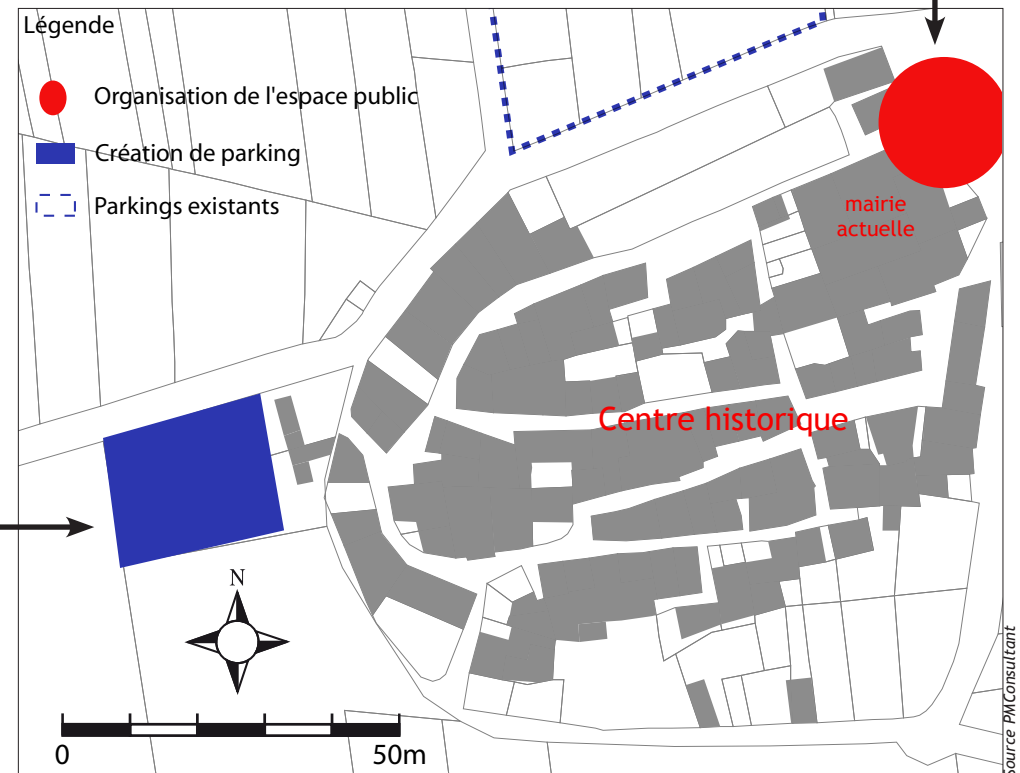 Légende
Organisation de l'espace public
Création de parking
Parkings existants
mairie
actuelle
Centre historique
N
0 50m
Source PMConsultant